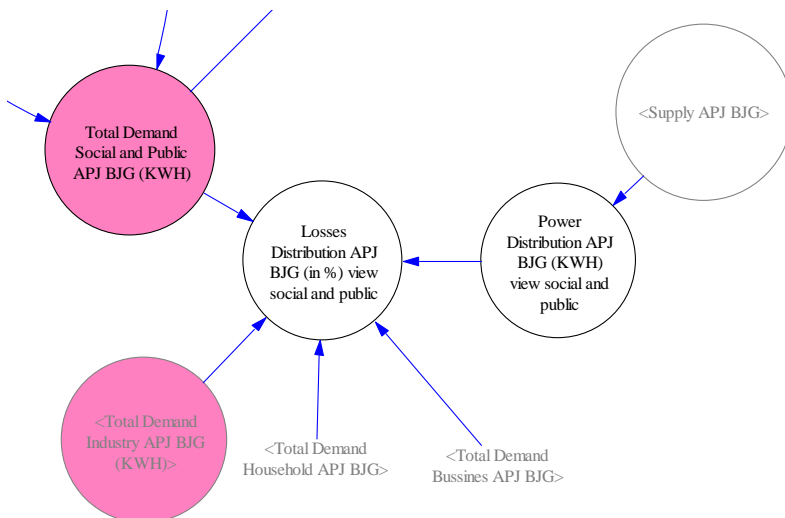 <Supply APJ BJG>
Total Demand
Social and Public
APJ BJG (KWH)
Losses
Distribution APJ
BJG (in %) view
social and public
Power
Distribution APJ
BJG (KWH)
view social and
public
<Total Demand
Industry APJ BJG
(KWH)>
<Total Demand
Household APJ BJG>
<Total Demand
Bussines APJ BJG>